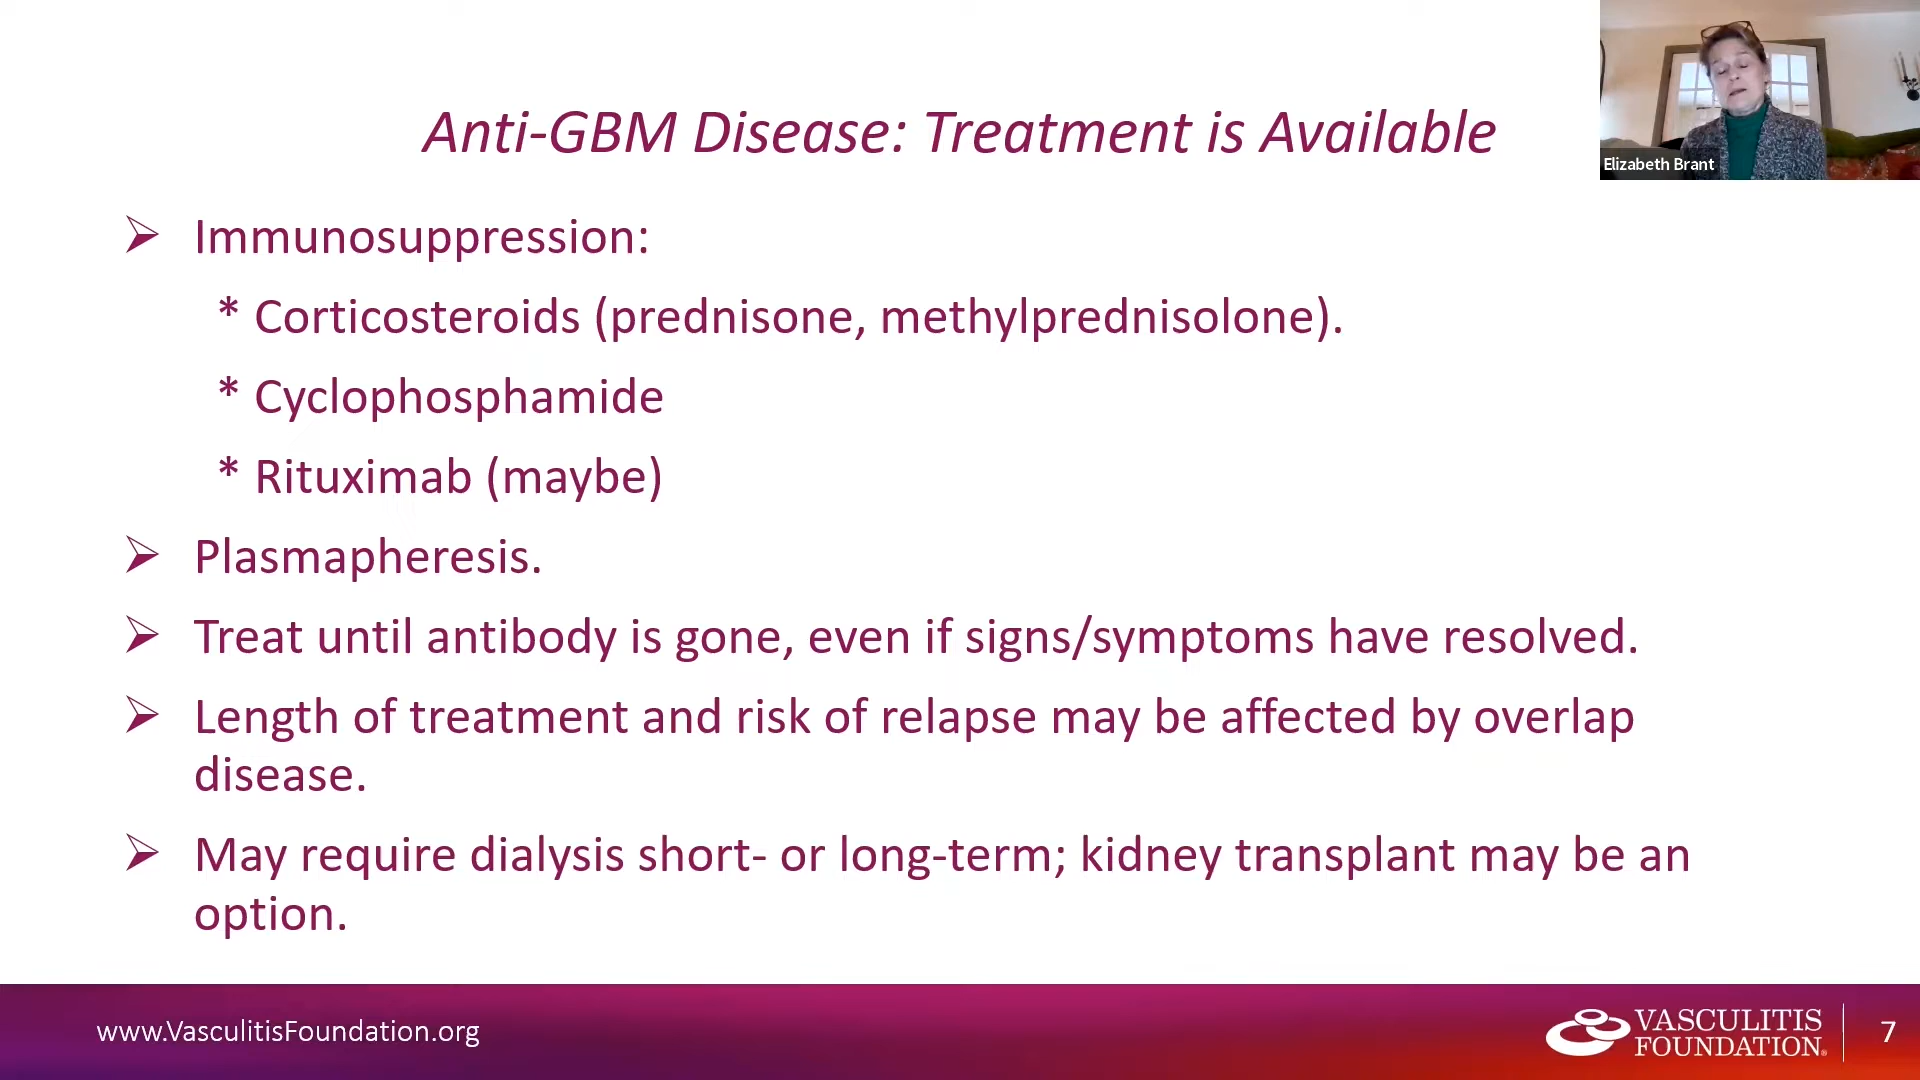 Anti-GBM Disease: Treatment is Available
Elizabeth Brant
➢ Immunosuppression:
* Corticosteroids (prednisone, methylprednisolone).
* Cyclophosphamide
* Rituximab (maybe)
➢ Plasmapheresis.
➢ Treat until antibody is gone, even if signs/symptoms have resolved.
➢ Length of treatment and risk of relapse may be affected by overlap
disease.
➢ May require dialysis short- or long-term; kidney transplant may be an
option.
www.VasculitisFoundation.org
VASCULITIS
FOUNDATION®
7